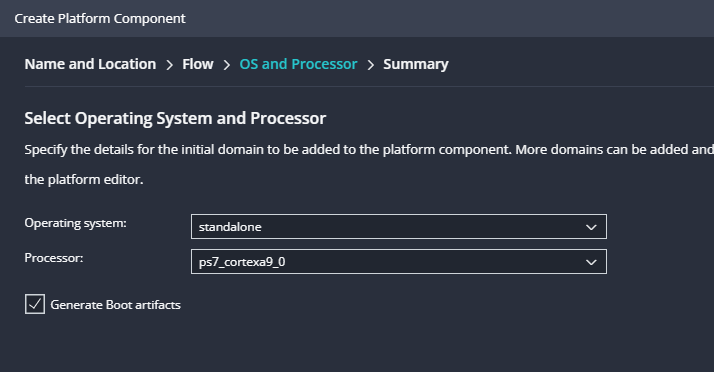 Create Platform Component
Name and Location > Flow > OS and Processor > Summary
Select Operating System and Processor
Specify the details for the initial domain to be added to the platform component. More domains can be added and
the platform editor.
Operating system: standalone
Processor: ps7_cortexa9_0
Generate Boot artifacts